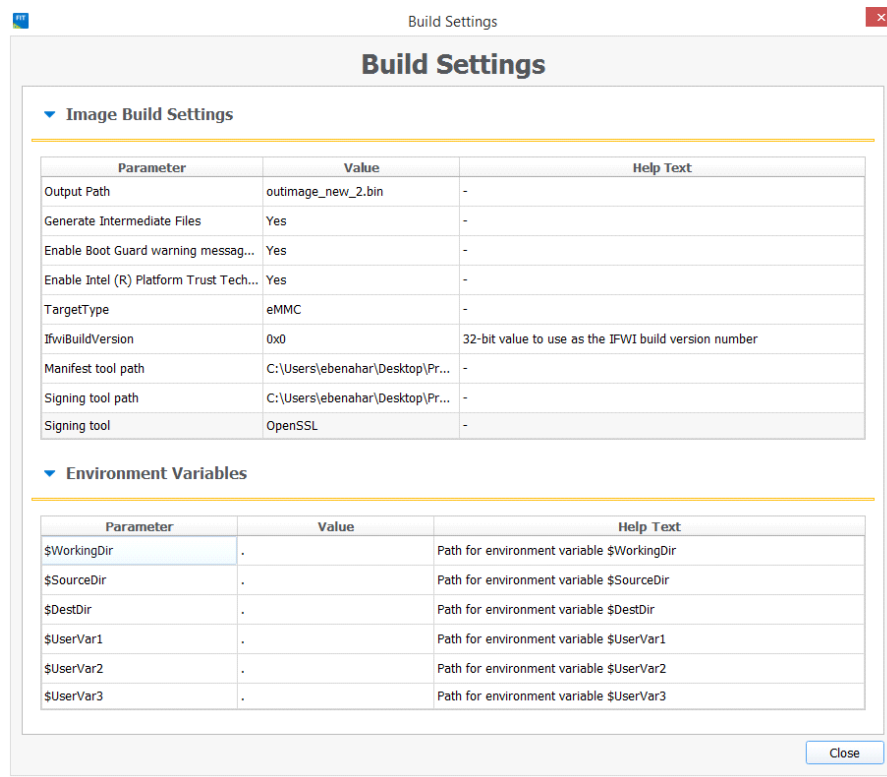 FIT
Build Settings
Build Settings
Image Build Settings
Parameter Value Help Text
Output Path outimage_new_2.bin -
Generate Intermediate Files Yes -
Enable Boot Guard warning messag... Yes -
Enable Intel (R) Platform Trust Tech... Yes -
TargetType eMMC -
IfwiBuildVersion 0x0 32-bit value to use as the IFWI build version number
Manifest tool path C:\Users\ebenahar\Desktop\Pr... -
Signing tool path C:\Users\ebenahar\Desktop\Pr... -
Signing tool OpenSSL -
Environment Variables
Parameter Value Help Text
$WorkingDir . Path for environment variable $WorkingDir
$SourceDir . Path for environment variable $SourceDir
$DestDir . Path for environment variable $DestDir
$UserVar1 . Path for environment variable $UserVar1
$UserVar2 . Path for environment variable $UserVar2
$UserVar3 . Path for environment variable $UserVar3
Close